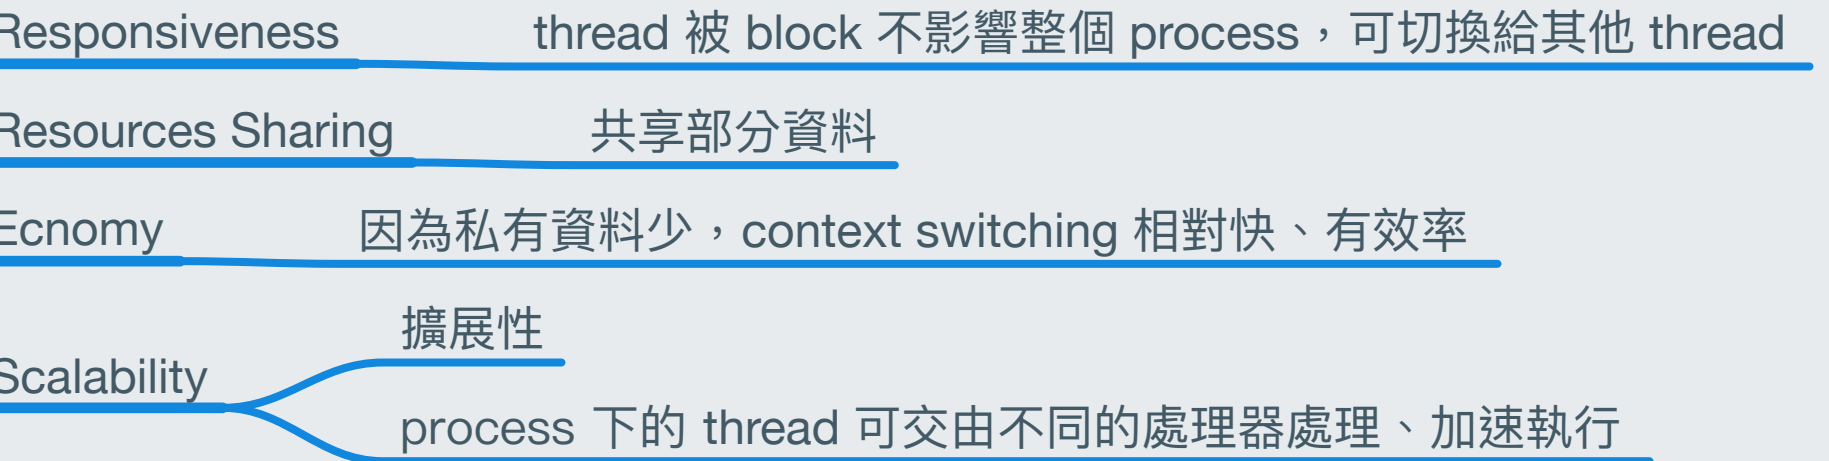 Responsiveness thread 被 block 不影響整個 process，可切換給其他 thread
Resources Sharing 共享部分資料
Ecnomy 因為私有資料少，context switching 相對快、有效率
擴展性
Scalability
process 下的 thread 可交由不同的處理器處理、加速執行